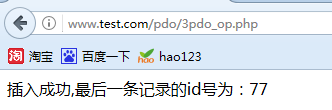 www.test.com/pdo/3pdo_op.php
淘 淘宝 百度一下 hao123
插入成功,最后一条记录的id号为：77